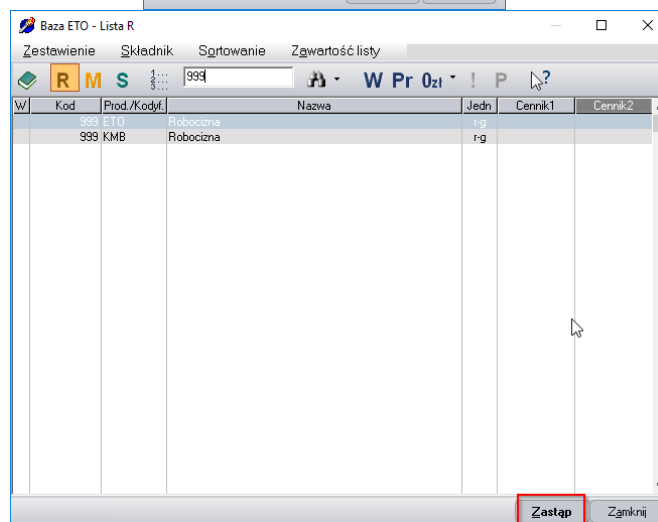 Baza ETO - Lista R
Zestawienie Składnik Sortowanie Zawartość listy
R M S 999 W Pr 0zł ! P ?
W Kod Prod./Kodyf. Nazwa Jedn Cennik1 Cennik2
999 ETO Robocizna r-g
999 KMB Robocizna r-g
Zastąp Zamknij